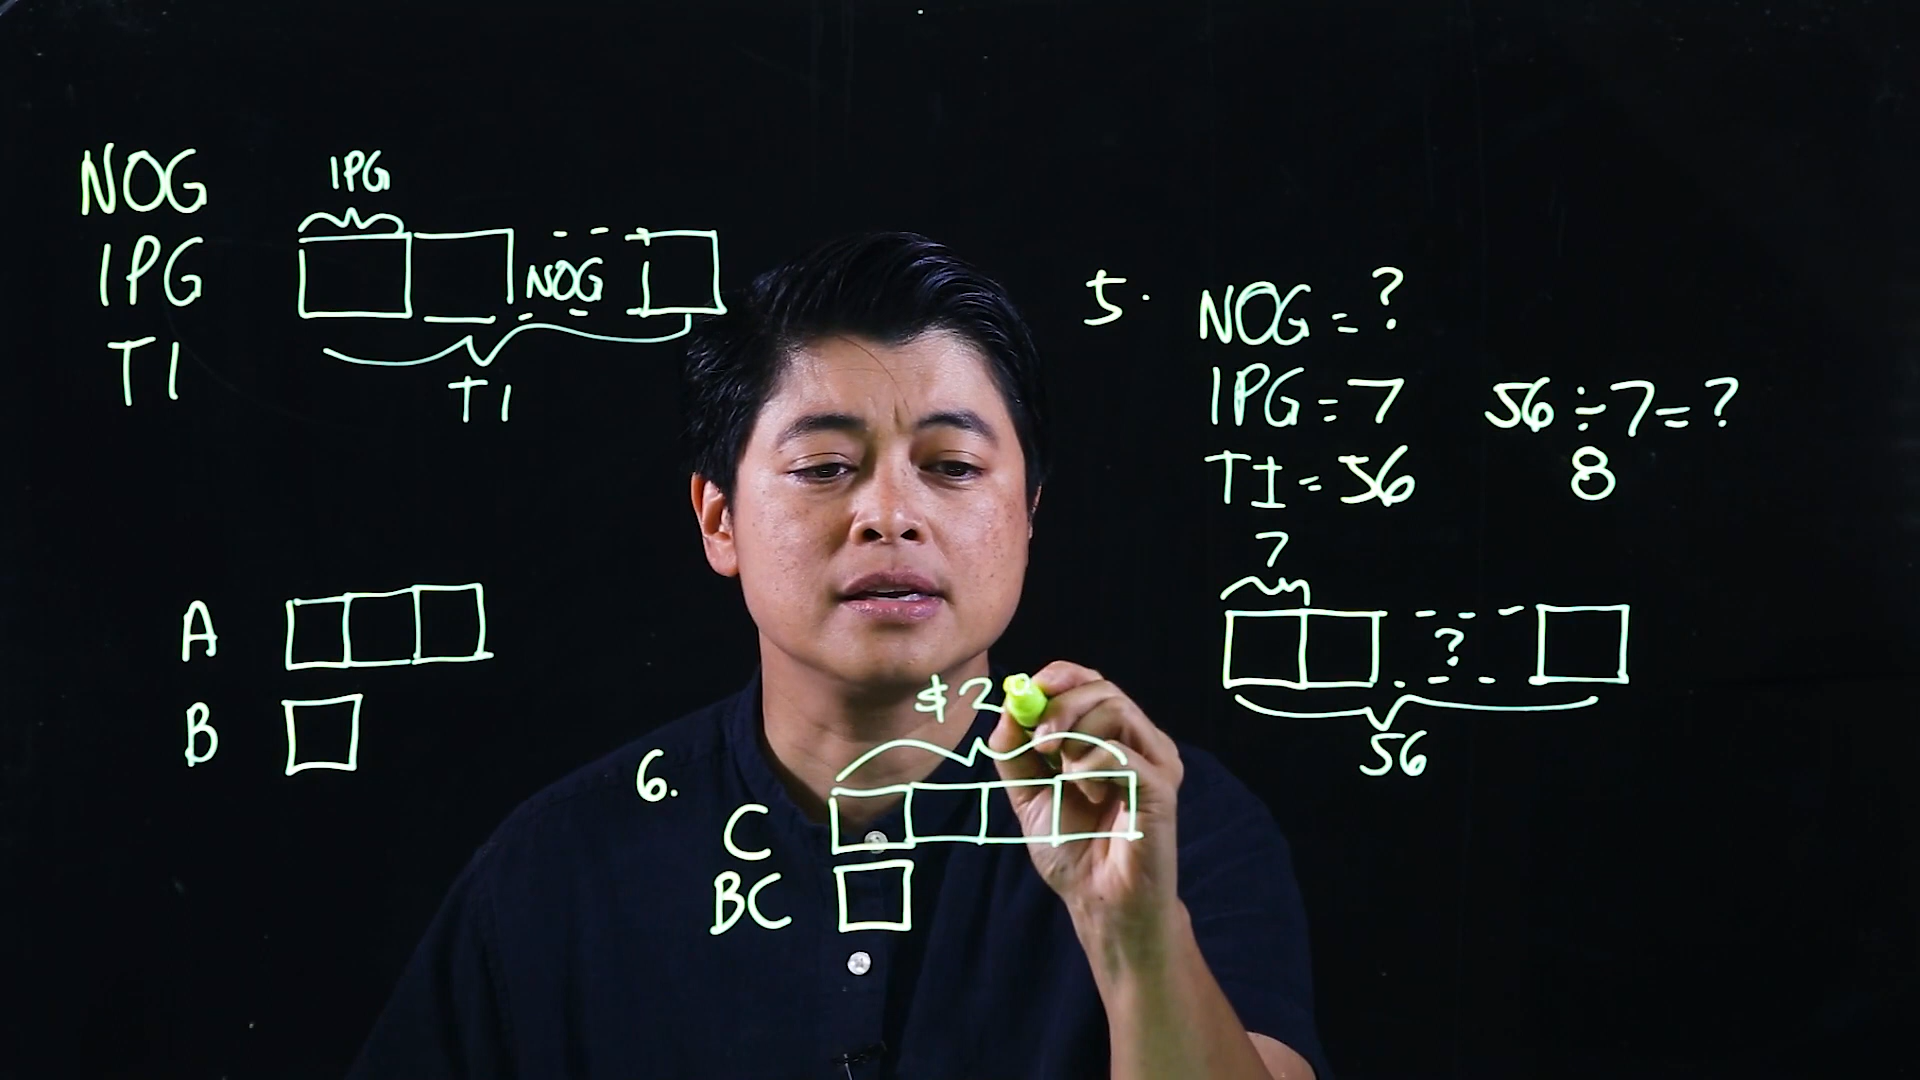 NOG
IPG
TI
IPG
NOG
TI
A
B
5.
NOG = ?
IPG = 7
TI = 56
56 ÷ 7 = ?
8
7
?
56
6.
$2
C
BC